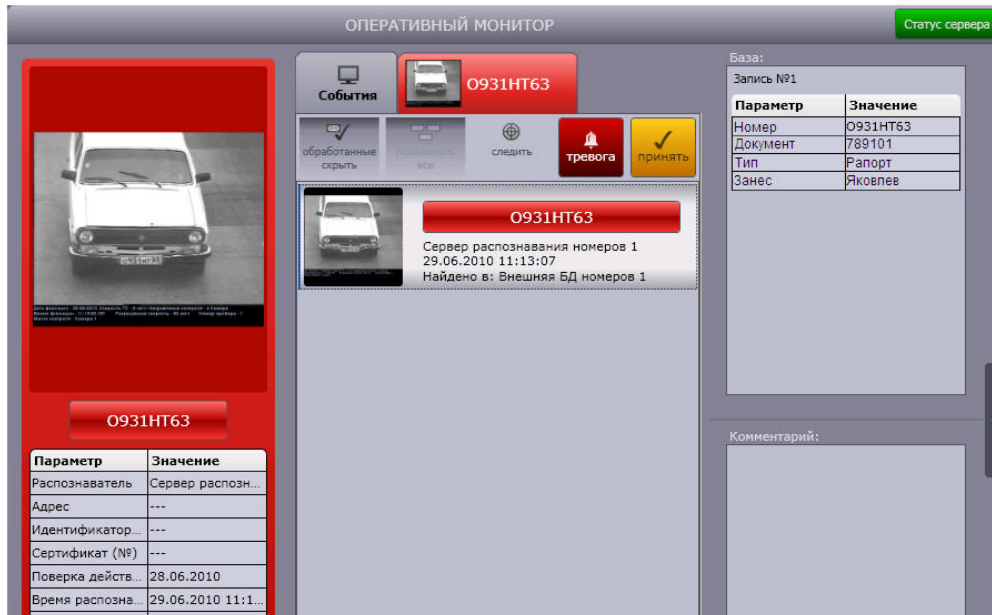 ОПЕРАТИВНЫЙ МОНИТОР
Статус сервера
О931НТ63
Параметр Значение
Распознаватель Сервер распозн...
Адрес ---
Идентификатор... ---
Сертификат (№) ---
Поверка действ... 28.06.2010
Время распозна... 29.06.2010 11:1...
События
О931НТ63
обработанные
скрыть
показывать
все
следить
тревога
принять
О931НТ63
Сервер распознавания номеров 1
29.06.2010 11:13:07
Найдено в: Внешняя БД номеров 1
База:
Запись №1
Параметр Значение
Номер О931НТ63
Документ 789101
Тип Рапорт
Занес Яковлев
Комментарий: